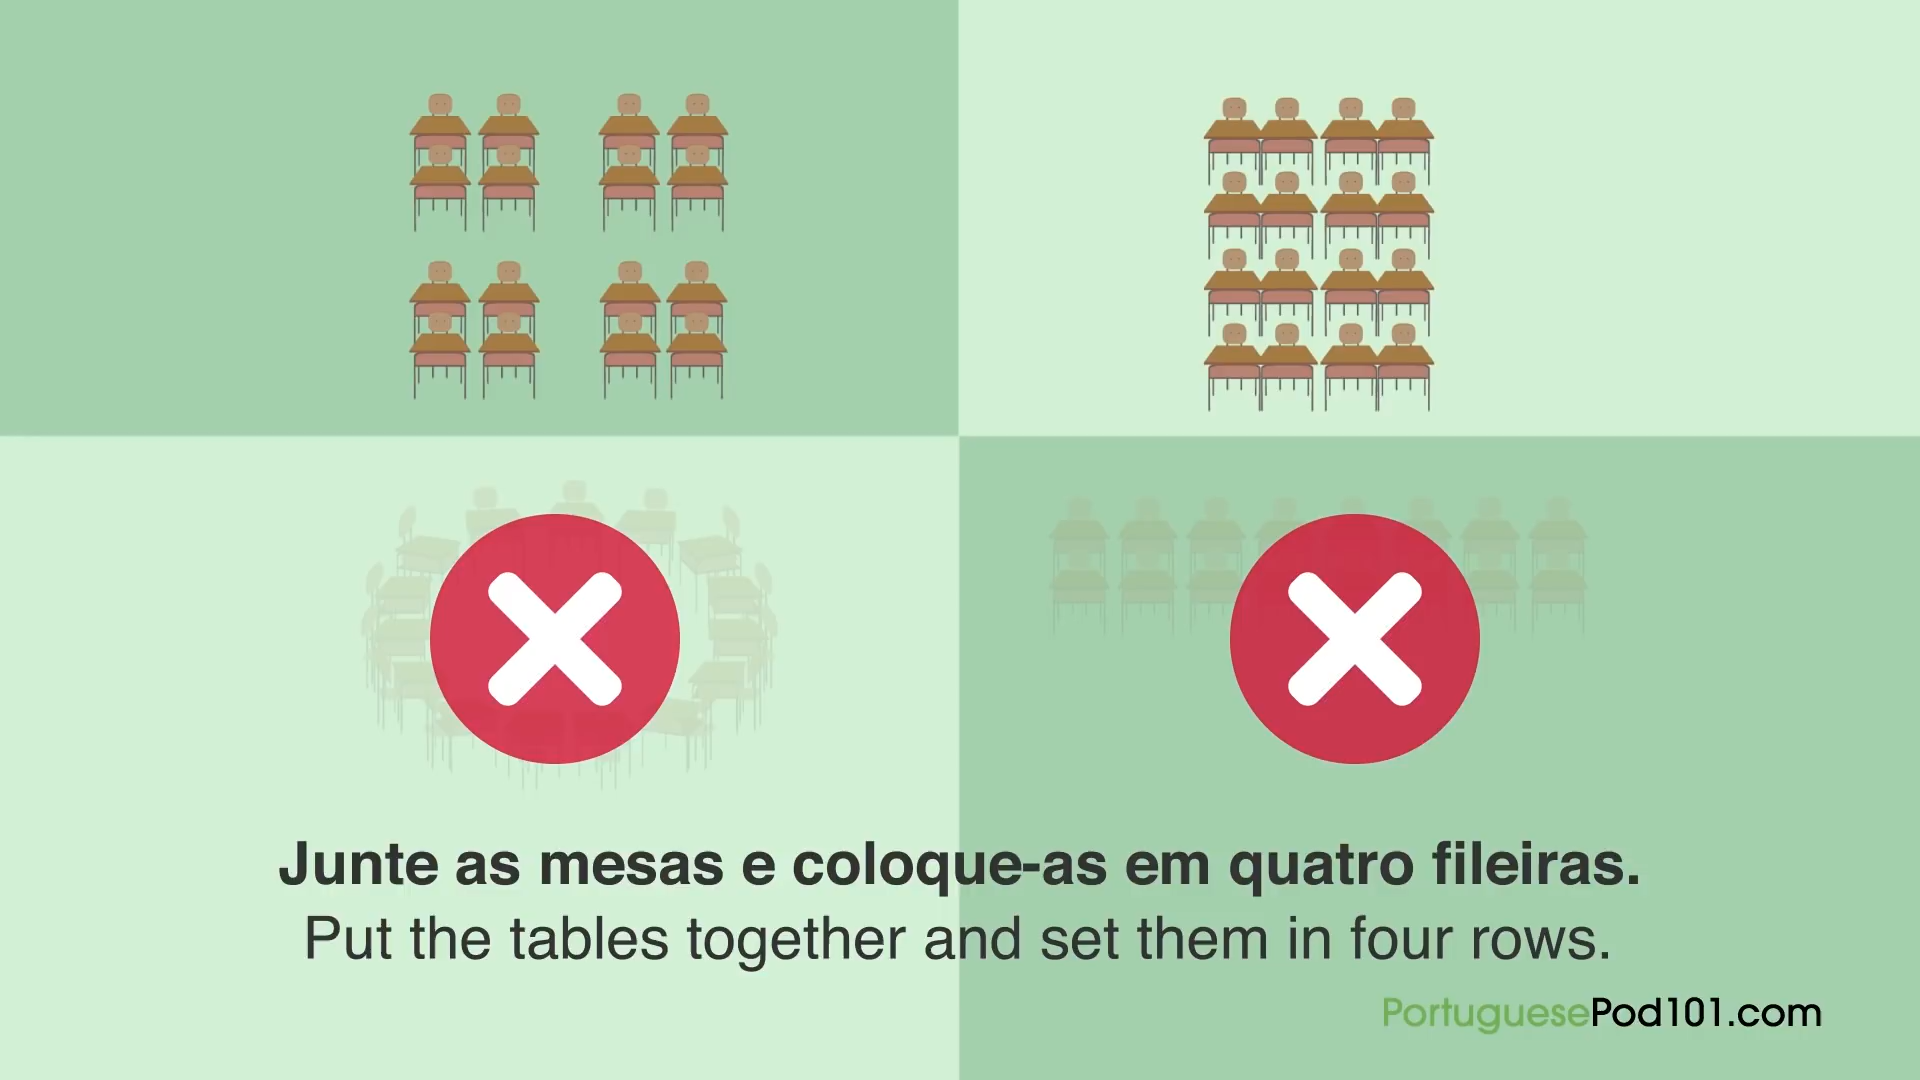 Junte as mesas e coloque-as em quatro fileiras.
Put the tables together and set them in four rows.
PortuguesePod101.com